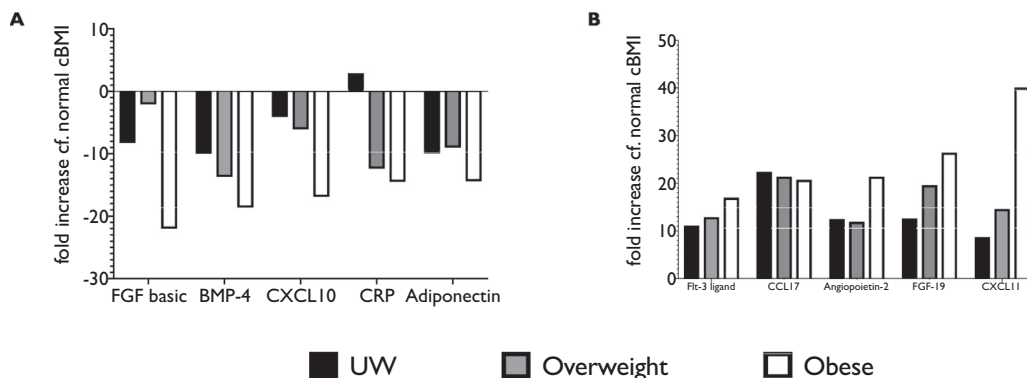 A
fold increase cf. normal cBMI
10
0
-10
-20
-30
FGF basic BMP-4 CXCL10 CRP Adiponectin
B
fold increase cf. normal cBMI
50
40
30
20
10
0
Flt-3 ligand CCL17 Angiopoietin-2 FGF-19 CXCL11
UW Overweight Obese